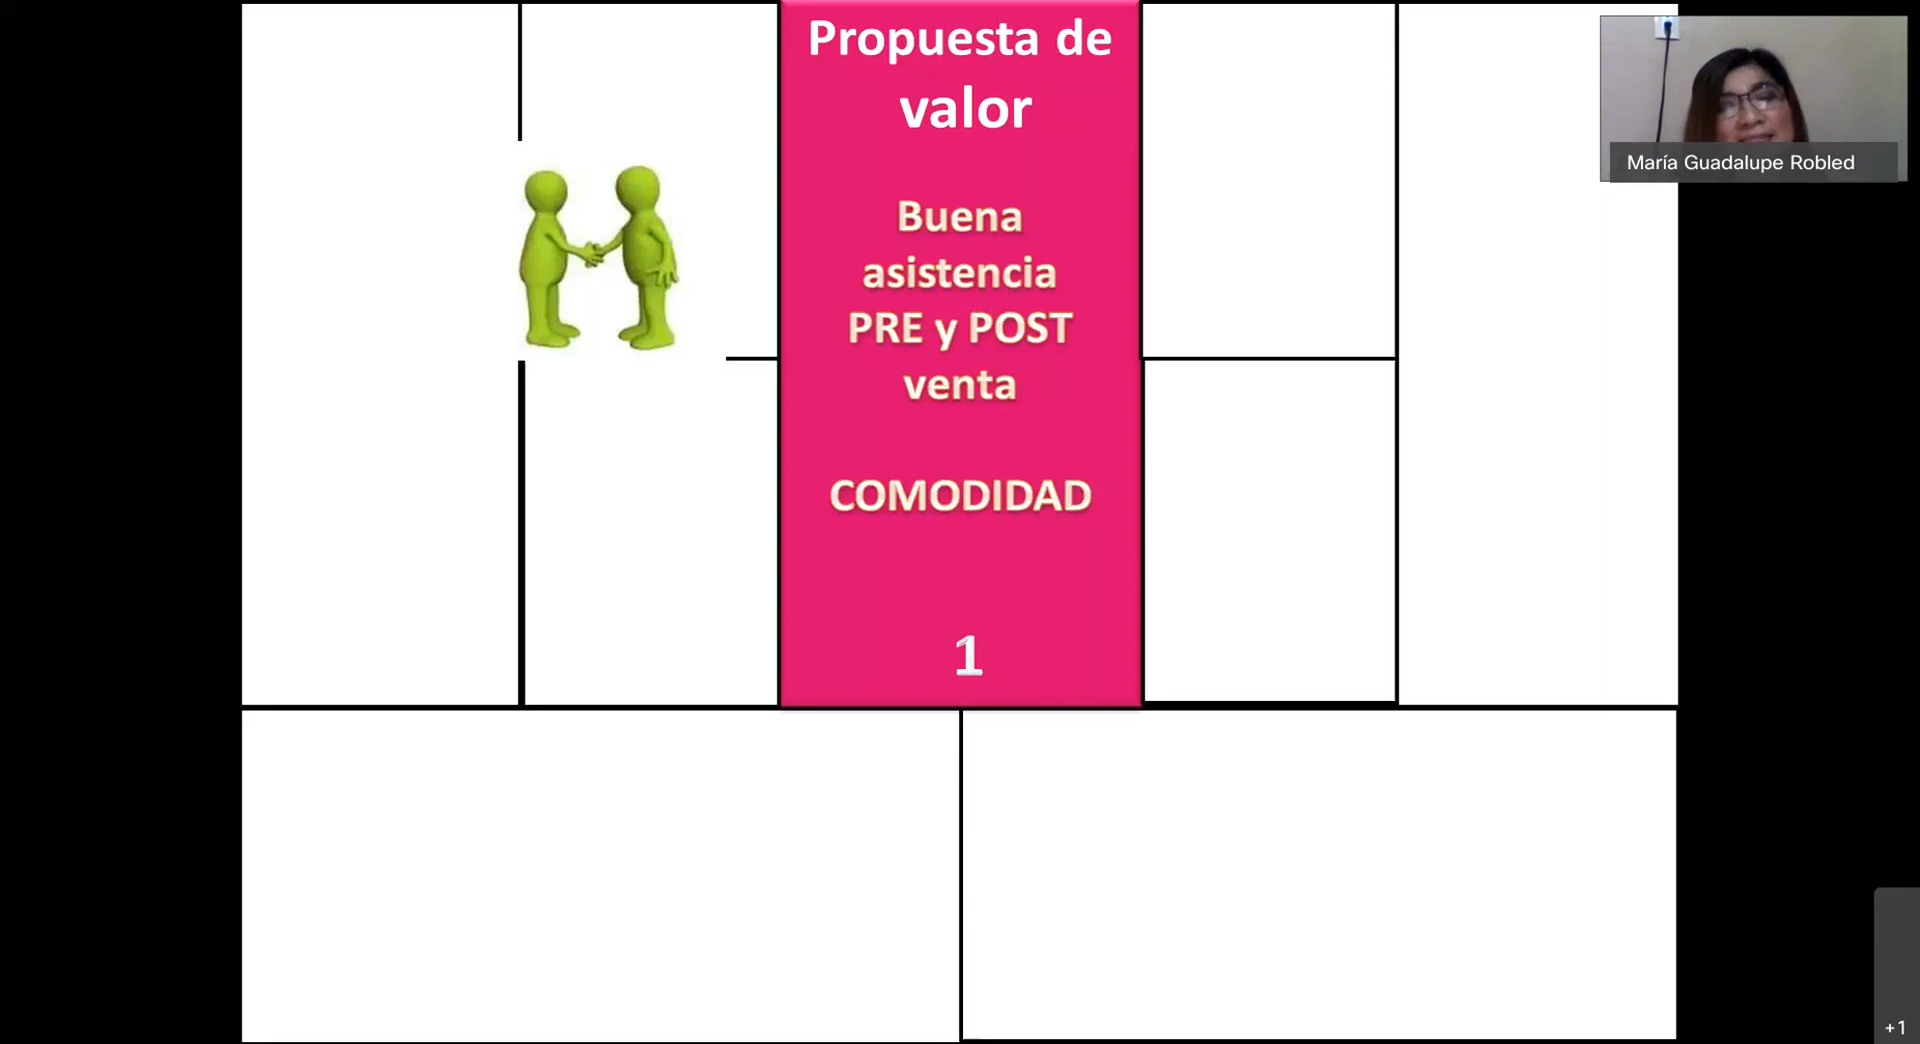 Propuesta de
valor
Buena
asistencia
PRE y POST
venta
COMODIDAD
1
María Guadalupe Robled
+1